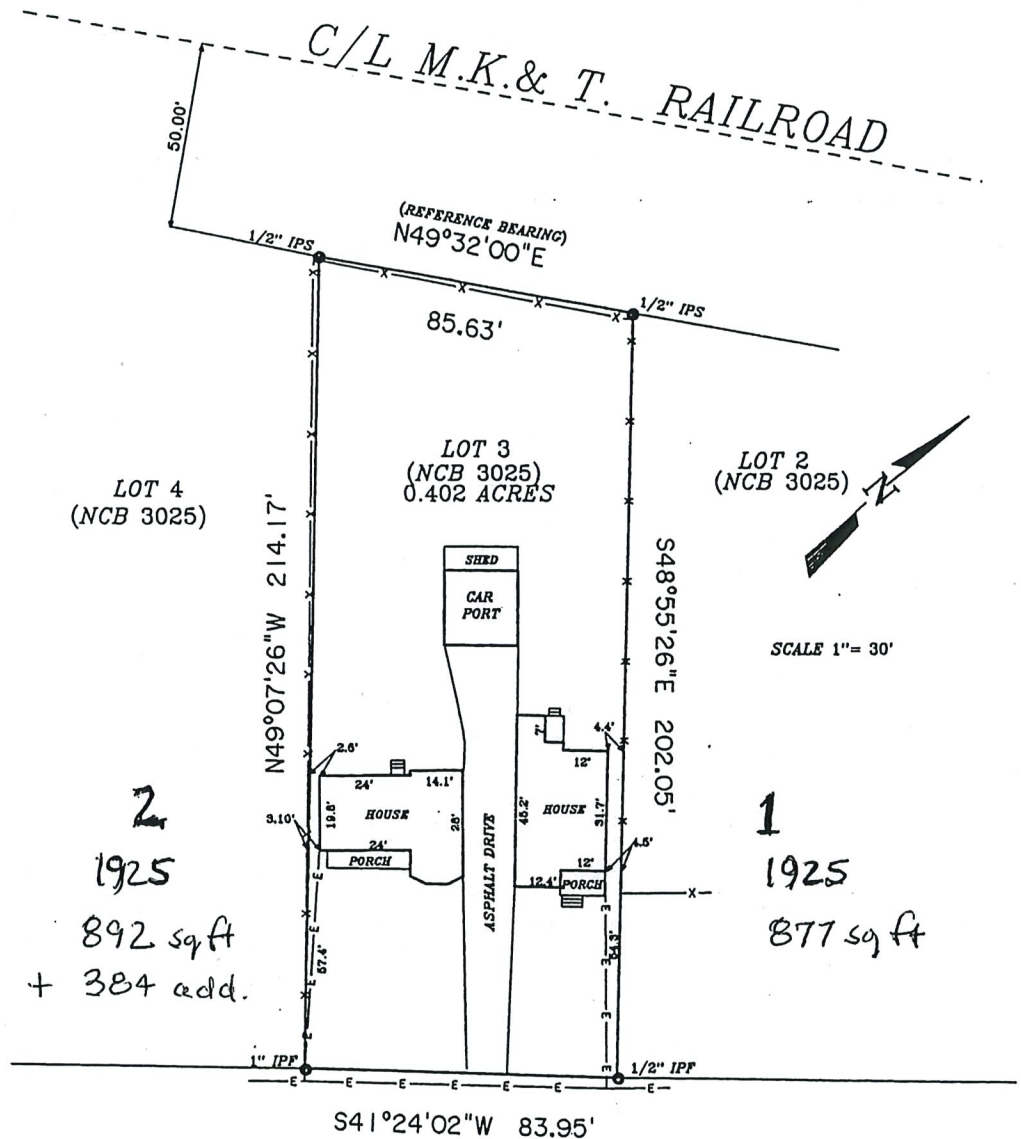 C/L M.K.& T. RAILROAD
50.00'
(REFERENCE BEARING)
1/2" IPS
N49°32'00"E
1/2" IPS
85.63'
LOT 3
(NCB 3025)
0.402 ACRES
LOT 2
(NCB 3025)
LOT 4
(NCB 3025)
N
N49°07'26"W 214.17'
S48°55'26"E 202.05'
SHED
CAR
PORT
SCALE 1"= 30'
7'
4.4'
2.6'
12'
24'
14.1'
HOUSE
19.6'
28'
45.2'
HOUSE
31.7'
3.10'
24'
PORCH
ASPHALT DRIVE
4.5'
12'
12.4'
PORCH
2
1925
892 sq ft
+ 384 add.
1
1925
877 sq ft
X X X X
X X X X X X X X X
X X X X X X X X
E E E E
E E E E
57.4'
1" IPF
1/2" IPF
E E E E E E E
S41°24'02"W 83.95'